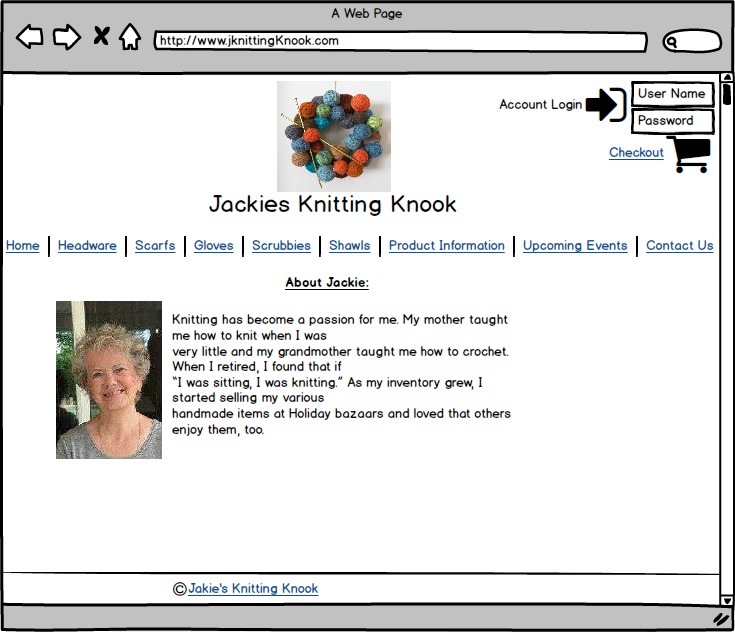 A Web Page
http://www.jknittingKnook.com
Account Login
User Name
Password
Checkout
Jackies Knitting Knook
Home Headware Scarfs Gloves Scrubbies Shawls Product Information Upcoming Events Contact Us
About Jackie:
Knitting has become a passion for me. My mother taught
me how to knit when I was
very little and my grandmother taught me how to crochet.
When I retired, I found that if
“I was sitting, I was knitting.” As my inventory grew, I
started selling my various
handmade items at Holiday bazaars and loved that others
enjoy them, too.
©Jakie's Knitting Knook